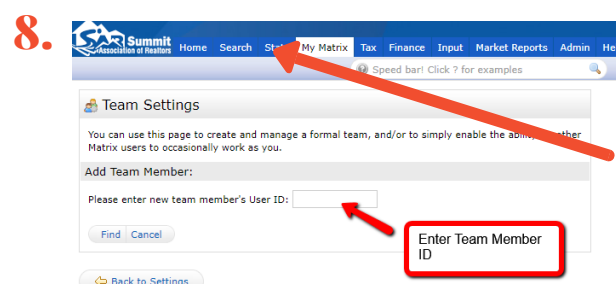 8.
SAR Summit
Association of Realtors
Home Search Sta My Matrix Tax Finance Input Market Reports Admin He
Speed bar! Click ? for examples
Team Settings
You can use this page to create and manage a formal team, and/or to simply enable the other
Matrix users to occasionally work as you.
Add Team Member:
Please enter new team member's User ID:
Find Cancel
Enter Team Member
ID
Back to Settings